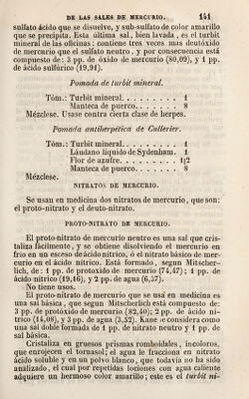 DE LAS SALES DE MERCURIO. 141
sulfato ácido que se disuelve, y sub-sulfato de color amarillo
que se precipita. Esta última sal, bien lavada, es el turbit
mineral de las oficinas: contiene tres veces mas deutóxido
de mercurio que el sulfato neutro, y por consecuencia está
compuesto de: 3 pp. de óxido de mercurio (80,09), y 1 pp.
de ácido sulfúrico (19,91).
Pomada de turbit mineral.
Tóm.: Turbit mineral. . . . . . . . . 1
Manteca de puerco. . . . . . . . 8
Mézclese. Usase contra cierta clase de herpes.
Pomada antiherpética de Cullerier.
Tóm.: Turbit mineral. . . . . . . . . 1
Láudano líquido de Sydenham. 1
Flor de azufre. . . . . . . . . . 1/2
Manteca de puerco. . . . . . . . 8
Mézclese.
NITRATOS DE MERCURIO.
Se usan en medicina dos nitratos de mercurio, que son:
el proto-nitrato y el deuto-nitrato.
PROTO-NITRATO DE MERCURIO.
El proto-nitrato de mercurio neutro es una sal que cris-
taliza fácilmente, y se obtiene disolviendo el mercurio en
frio en un esceso de ácido nítrico, ó el nitrato básico de mer-
curio en el ácido nítrico. Está formado, segun Mitscher-
lich, de: 1 pp. de protoxido de mercurio (74,47); 1 pp. de
ácido nítrico (19,16), y 2 pp. de agua (6,37).
No tiene usos.
El proto-nitrato de mercurio que se usa en medicina es
una sal básica, que segun Mitscherlich está compuesto de:
3 pp. de protóxido de mercurio (82,40); 2 pp. de ácido ní-
trico (14,08), y 3 pp. de agua (3,52). Kane le considera como
una sal doble formada de 1 pp. de nitrato neutro y 1 pp. de
sal básica.
Cristaliza en gruesos prismas romboidales, incoloros,
que enrojecen el tornasol; el agua le fracciona en nitrato
ácido soluble y en un polvo blanco, que todavia no ha sido
analizado, el cual por repetidas lociones con agua caliente
adquiere un hermoso color amarillo; este es el turbit ni-